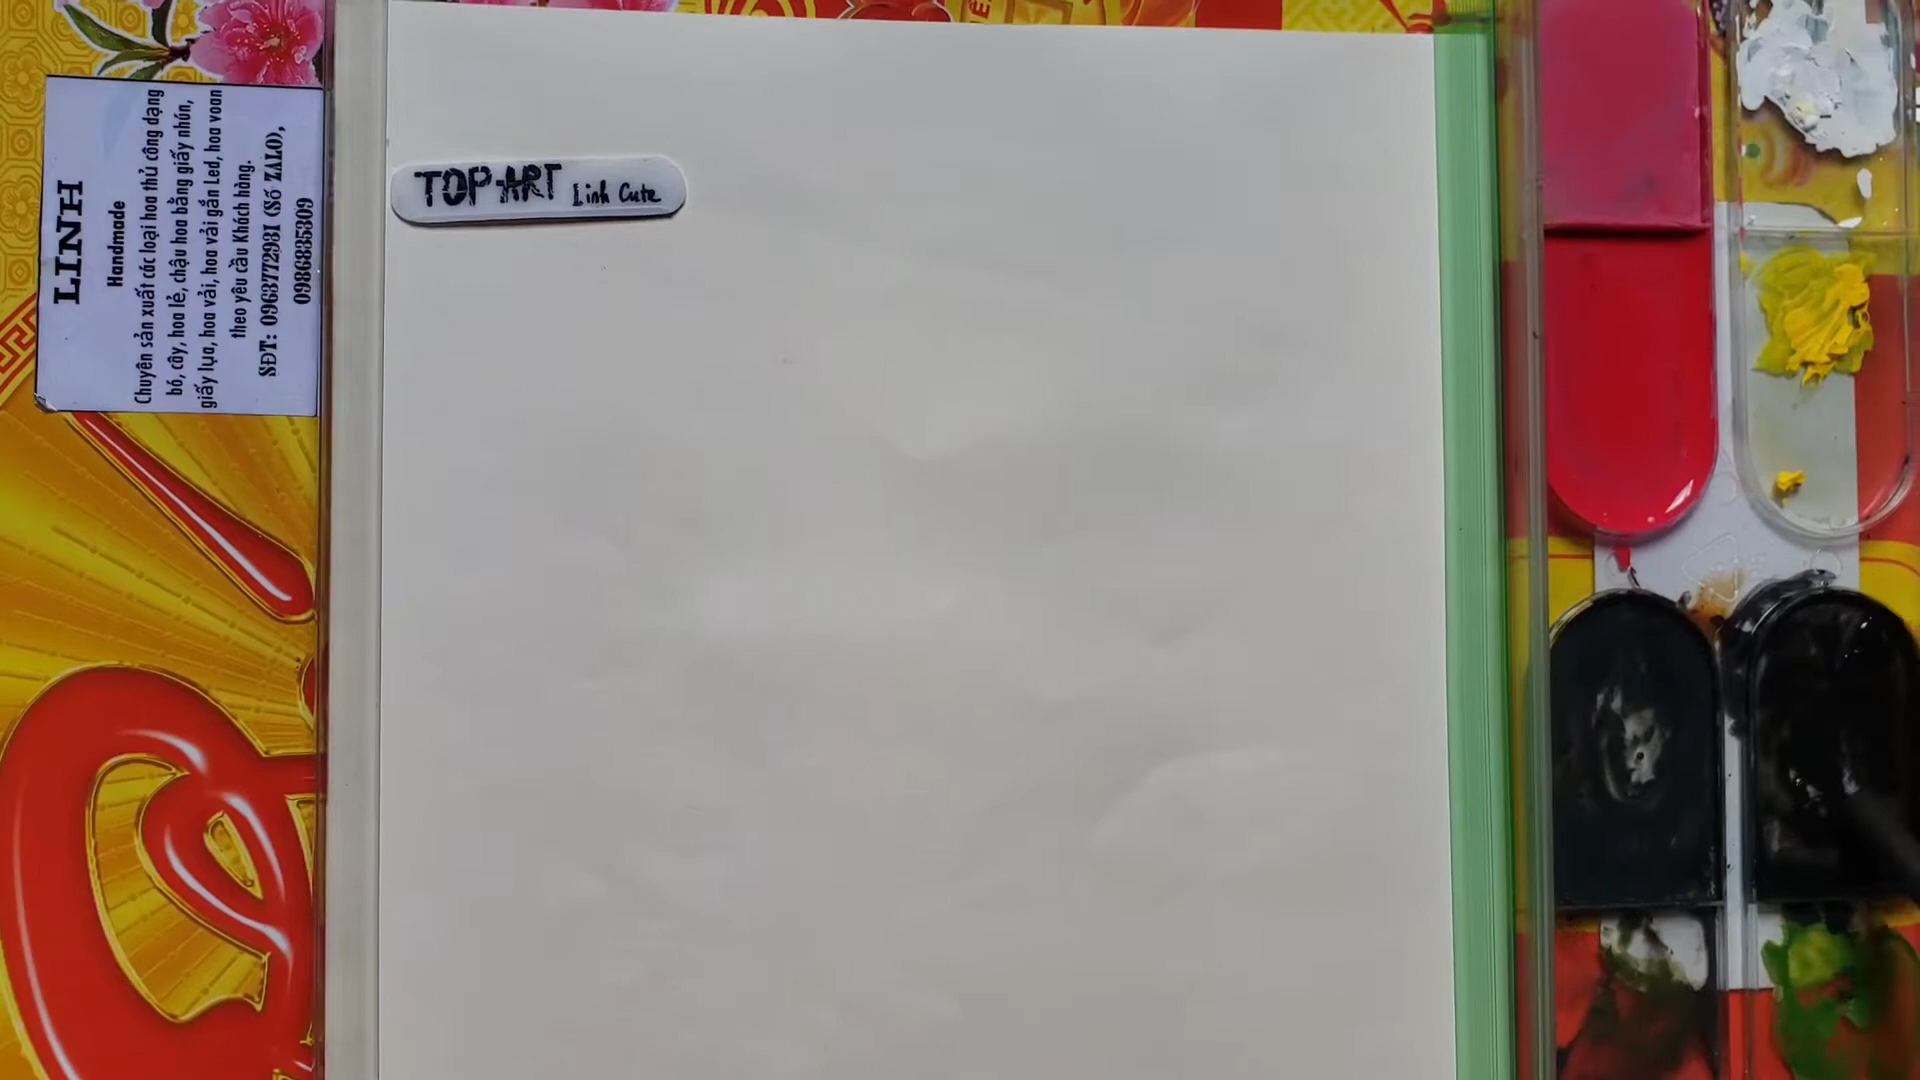 LINH
Handmade
Chuyên sản xuất các loại hoa thủ công dạng
bó, cây, hoa lẻ, chậu hoa bằng giấy nhún,
giấy lụa, hoa vải, hoa vải gắn Led, hoa voan
theo yêu cầu Khách hàng.
SĐT: 0963772931 (Số ZALO),
0986835309
TOP-ART Linh Cute